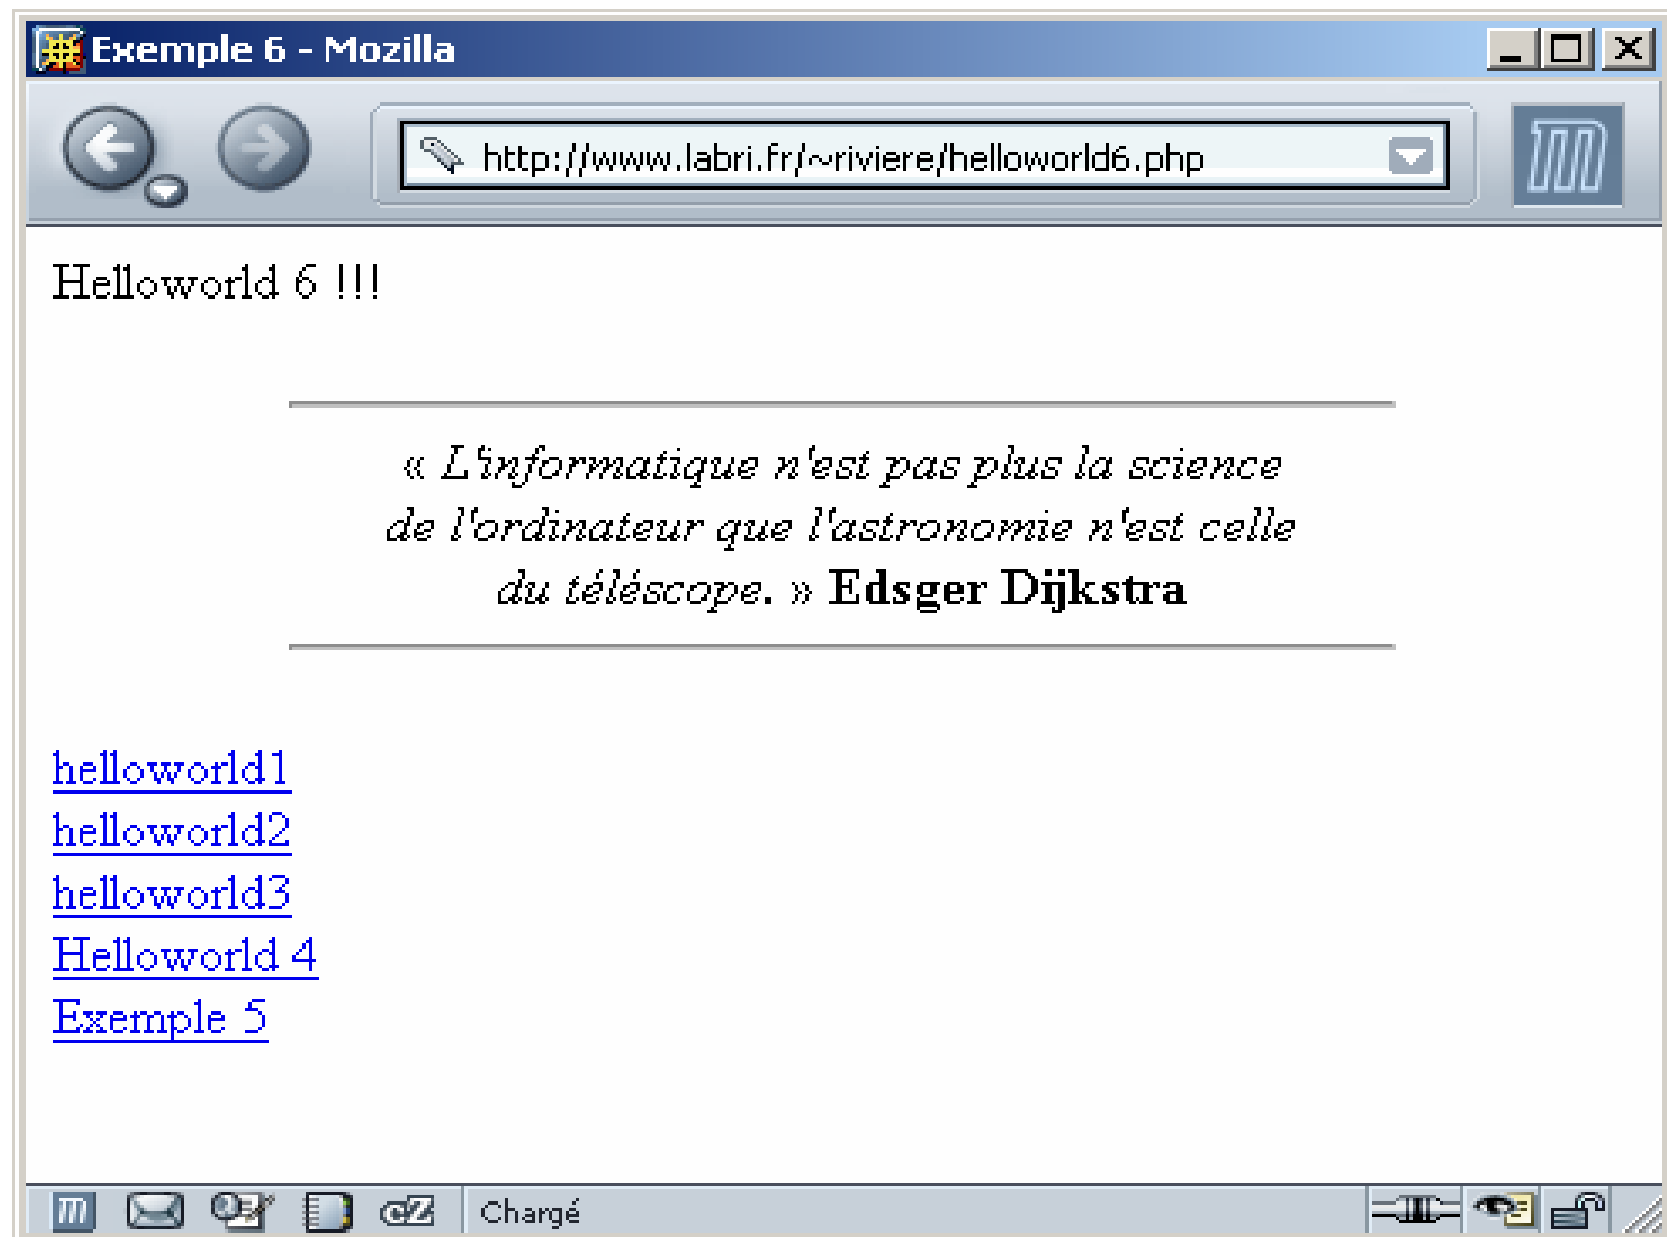 Exemple 6 - Mozilla
http://www.labri.fr/~riviere/helloworld6.php
Helloworld 6 !!!
« L'informatique n'est pas plus la science
de l'ordinateur que l'astronomie n'est celle
du téléscope. » Edsger Dijkstra
helloworld1
helloworld2
helloworld3
Helloworld 4
Exemple 5
Chargé